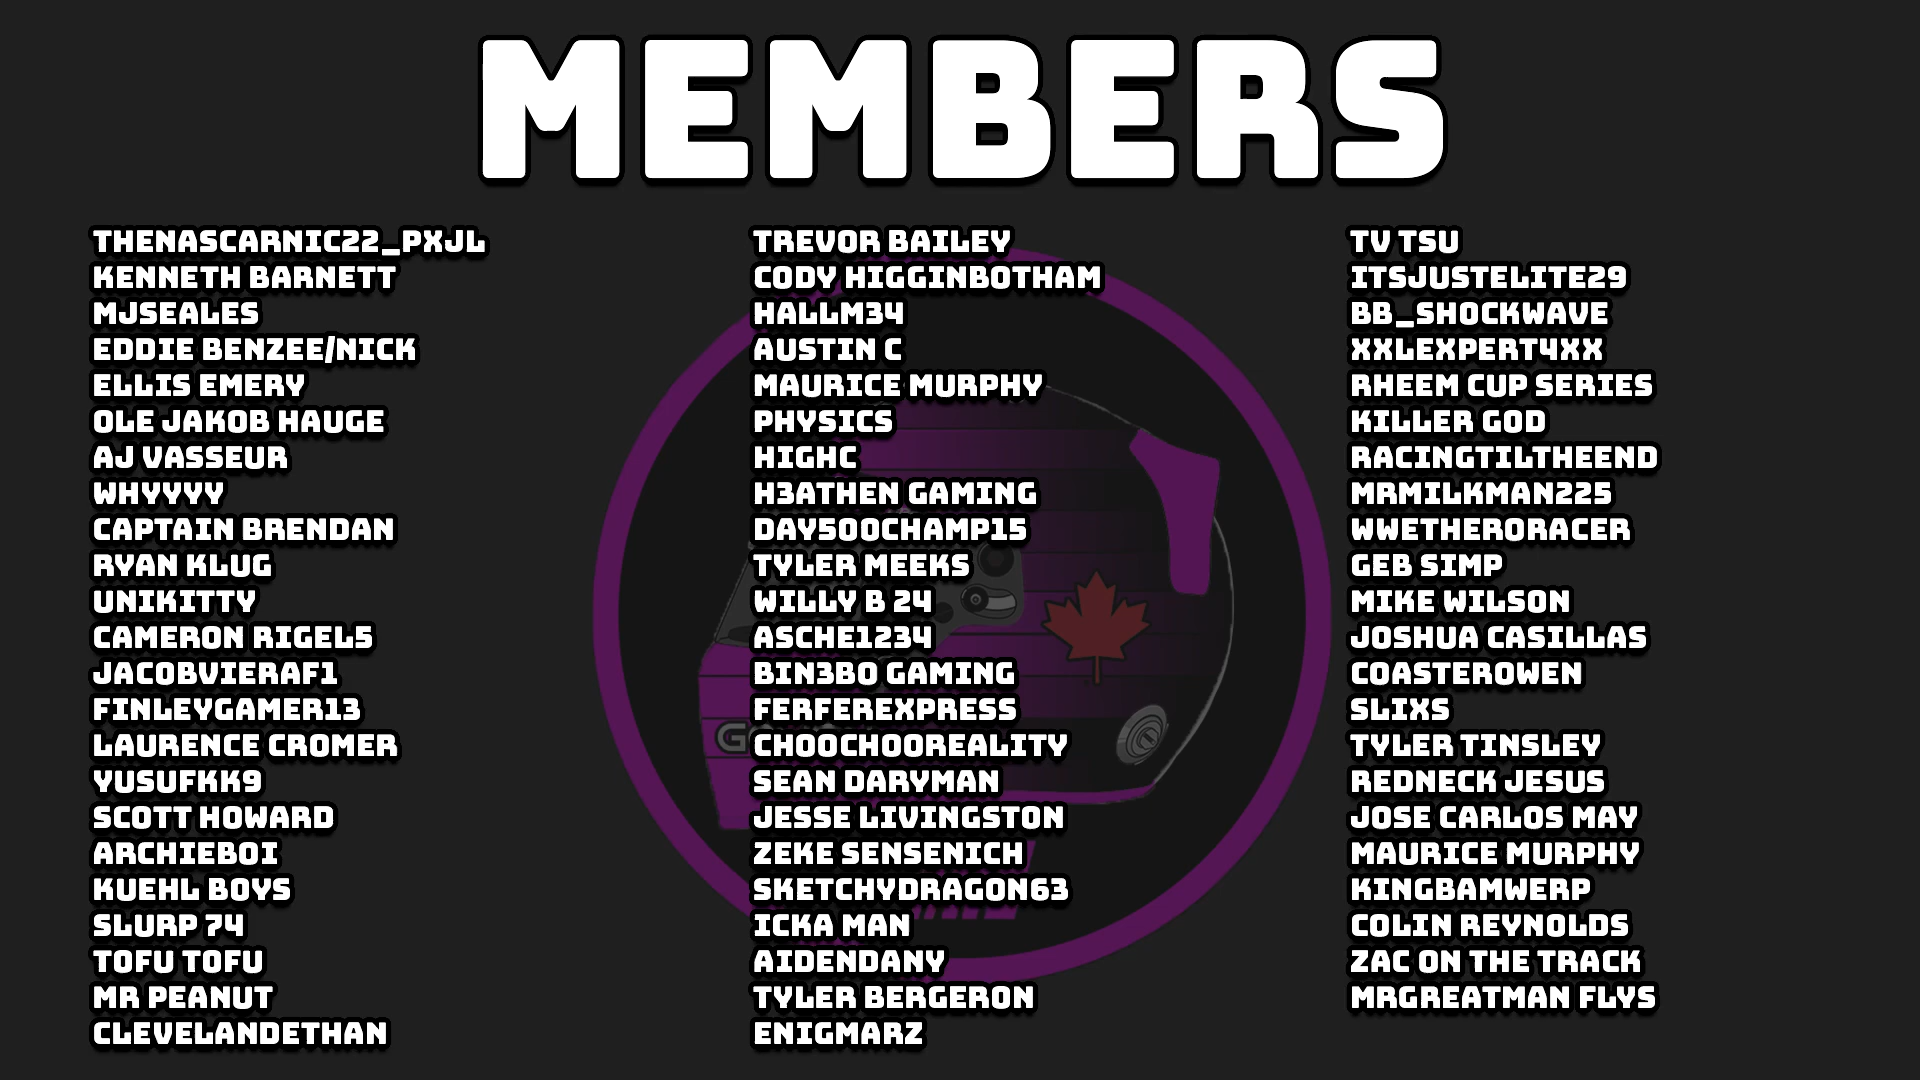 MEMBERS
THENASCARNIC22_PXJL
KENNETH BARNETT
MJSEALES
EDDIE BENZEE/NICK
ELLIS EMERY
OLE JAKOB HAUGE
AJ VASSEUR
WHYYYY
CAPTAIN BRENDAN
RYAN KLUG
UNIKITTY
CAMERON RIGEL5
JACOBVIERAF1
FINLEYGAMER13
LAURENCE CROMER
YUSUFKK9
SCOTT HOWARD
ARCHIEBOI
KUEHL BOYS
SLURP 74
TOFU TOFU
MR PEANUT
CLEVELANDETHAN
TREVOR BAILEY
CODY HIGGINBOTHAM
HALLM34
AUSTIN C
MAURICE MURPHY
PHYSICS
HIGHC
H3ATHEN GAMING
DAY500CHAMP15
TYLER MEEKS
WILLY B 24
ASCHE1234
BIN3BO GAMING
FERFEREXPRESS
CHOOCHOOREALITY
SEAN DARYMAN
JESSE LIVINGSTON
ZEKE SENSENICH
SKETCHYDRAGON63
ICKA MAN
AIDENDANY
TYLER BERGERON
ENIGMARZ
TV TSU
ITSJUSTELITE29
BB_SHOCKWAVE
XXLEXPERT4XX
RHEEM CUP SERIES
KILLER GOD
RACINGTILTHEEND
MRMILKMAN225
WWETHERORACER
GEB SIMP
MIKE WILSON
JOSHUA CASILLAS
COASTEROWEN
SLIXS
TYLER TINSLEY
REDNECK JESUS
JOSE CARLOS MAY
MAURICE MURPHY
KINGBAMWERP
COLIN REYNOLDS
ZAC ON THE TRACK
MRGREATMAN FLYS